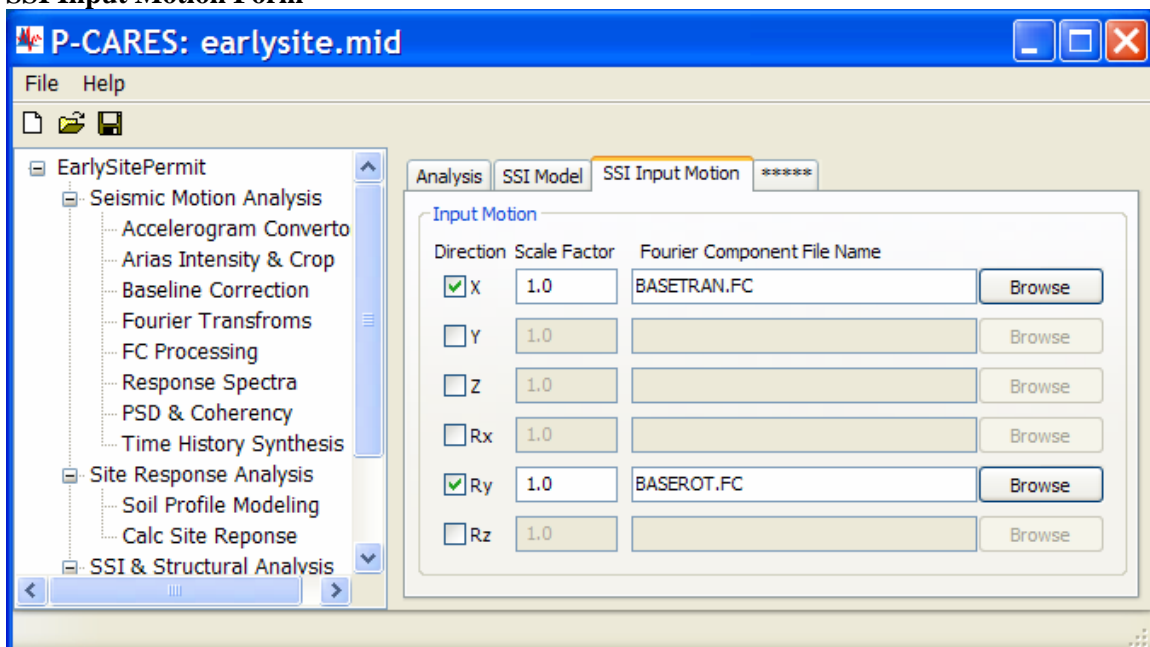 SSI Input Motion Form
P-CARES: earlysite.mid
File Help
EarlySitePermit
Seismic Motion Analysis
Accelerogram Converto
Arias Intensity & Crop
Baseline Correction
Fourier Transfroms
FC Processing
Response Spectra
PSD & Coherency
Time History Synthesis
Site Response Analysis
Soil Profile Modeling
Calc Site Reponse
SSI & Structural Analysis
Analysis SSI Model SSI Input Motion *****
Input Motion
Direction Scale Factor Fourier Component File Name
X 1.0 BASETRAN.FC Browse
Y 1.0 Browse
Z 1.0 Browse
Rx 1.0 Browse
Ry 1.0 BASEROT.FC Browse
Rz 1.0 Browse